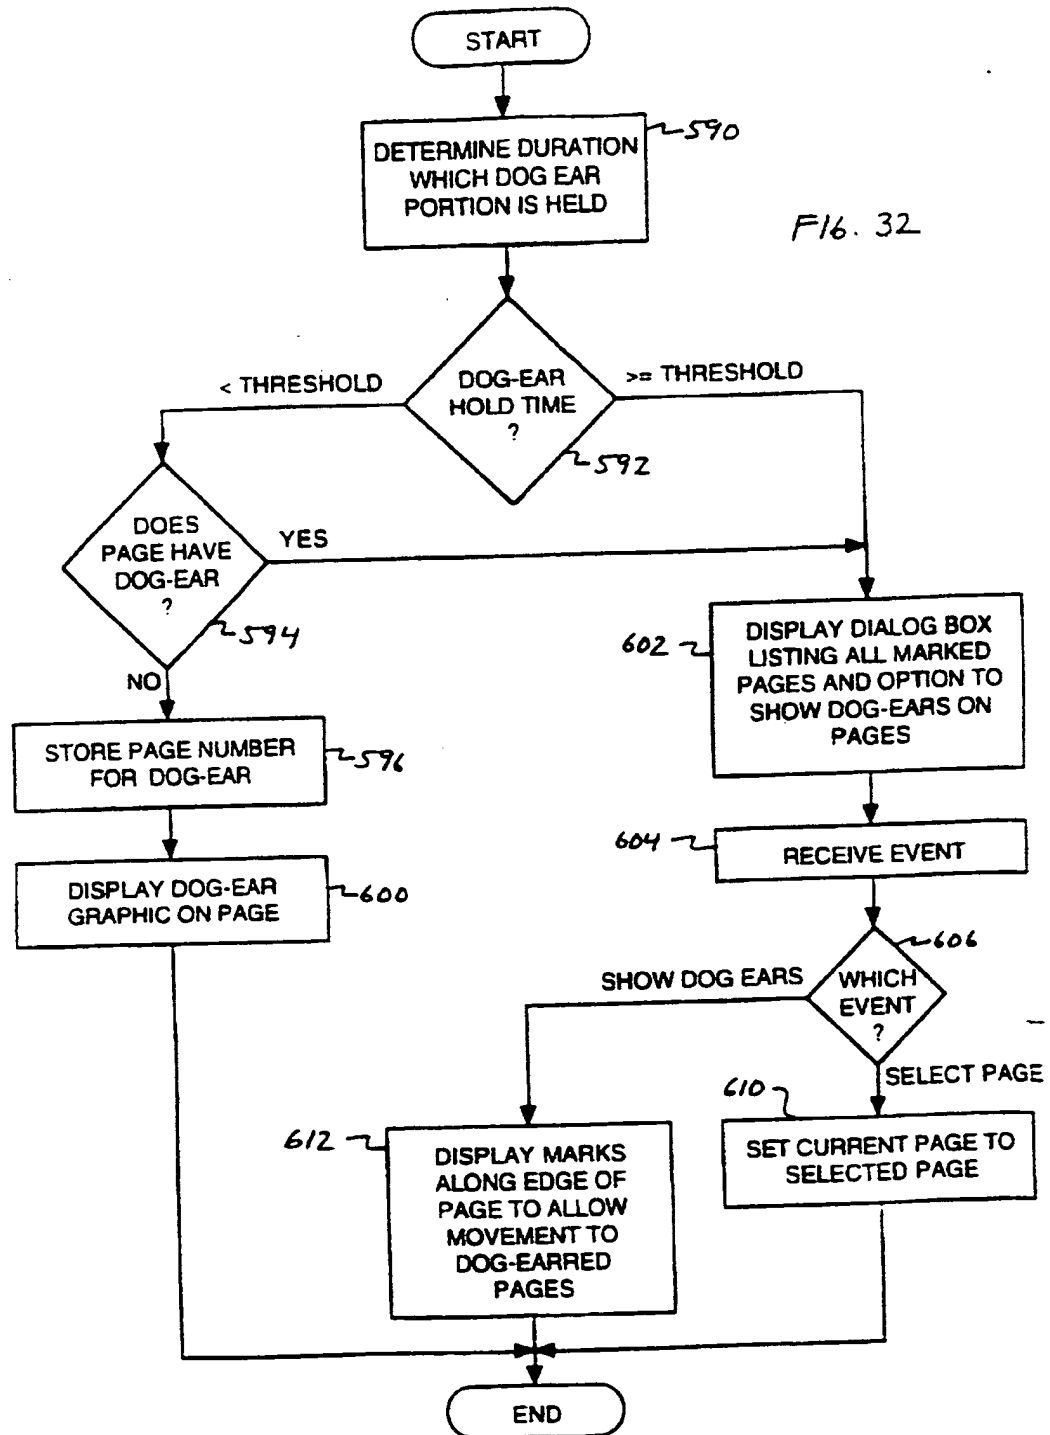 START
590
DETERMINE DURATION
WHICH DOG EAR
PORTION IS HELD
FIG. 32
< THRESHOLD
DOG-EAR
HOLD TIME
?
>= THRESHOLD
592
DOES
PAGE HAVE
DOG-EAR
?
YES
594
NO
602
DISPLAY DIALOG BOX
LISTING ALL MARKED
PAGES AND OPTION TO
SHOW DOG-EARS ON
PAGES
STORE PAGE NUMBER
FOR DOG-EAR
596
604
RECEIVE EVENT
DISPLAY DOG-EAR
GRAPHIC ON PAGE
600
606
SHOW DOG EARS
WHICH
EVENT
?
SELECT PAGE
610
SET CURRENT PAGE TO
SELECTED PAGE
612
DISPLAY MARKS
ALONG EDGE OF
PAGE TO ALLOW
MOVEMENT TO
DOG-EARRED
PAGES
END